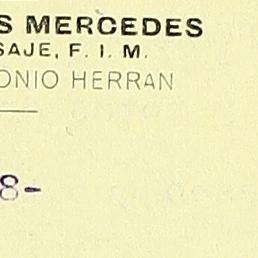 S MERCEDES
SAJE, F. I. M.
ONIO HERRAN
8-